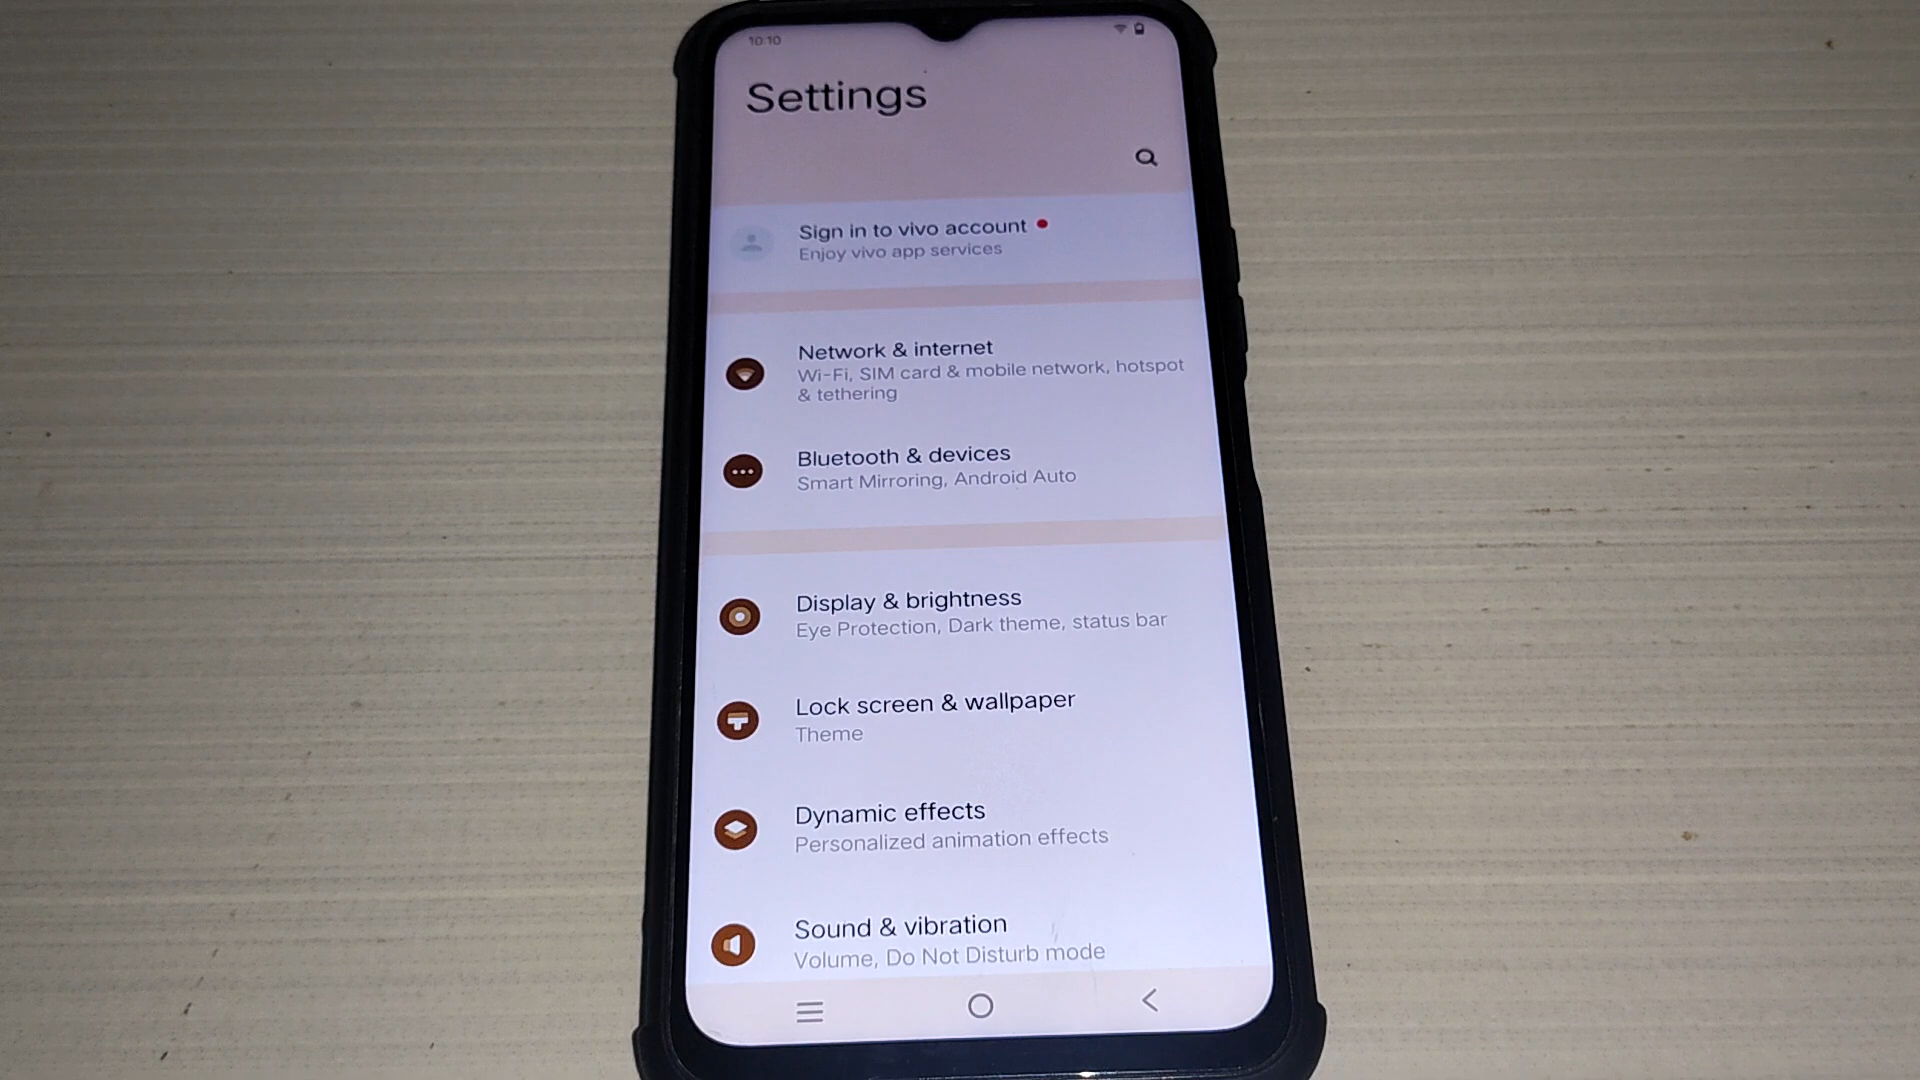 10:10
Settings
Sign in to vivo account
Enjoy vivo app services
Network & internet
Wi-Fi, SIM card & mobile network, hotspot
& tethering
Bluetooth & devices
Smart Mirroring, Android Auto
Display & brightness
Eye Protection, Dark theme, status bar
Lock screen & wallpaper
Theme
Dynamic effects
Personalized animation effects
Sound & vibration
Volume, Do Not Disturb mode